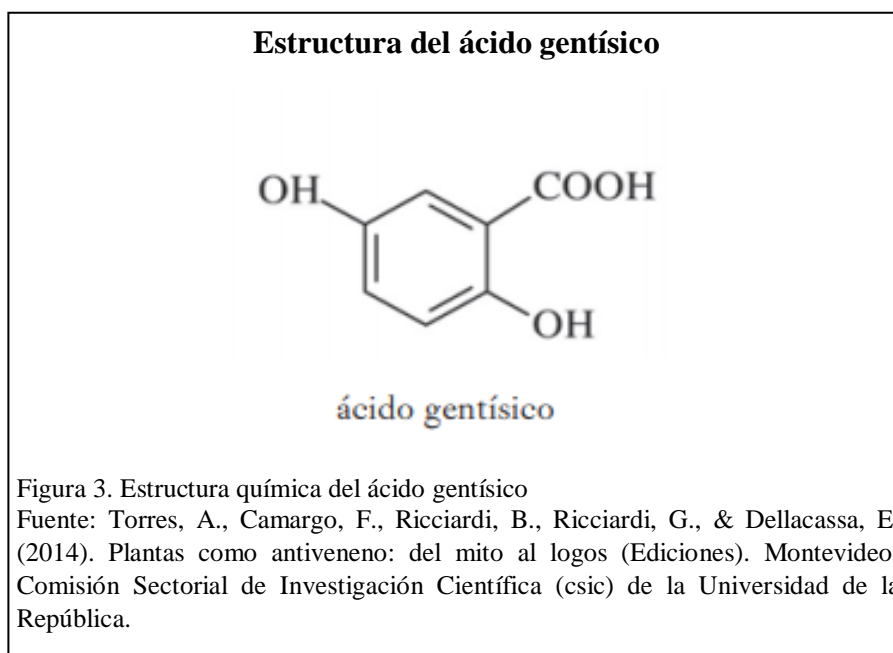 Estructura del ácido gentísico
OH
COOH
OH
ácido gentísico
Figura 3. Estructura química del ácido gentísico
Fuente: Torres, A., Camargo, F., Ricciardi, B., Ricciardi, G., & Dellacassa, E
(2014). Plantas como antiveneno: del mito al logos (Ediciones). Montevideo
Comisión Sectorial de Investigación Científica (csic) de la Universidad de la
República.